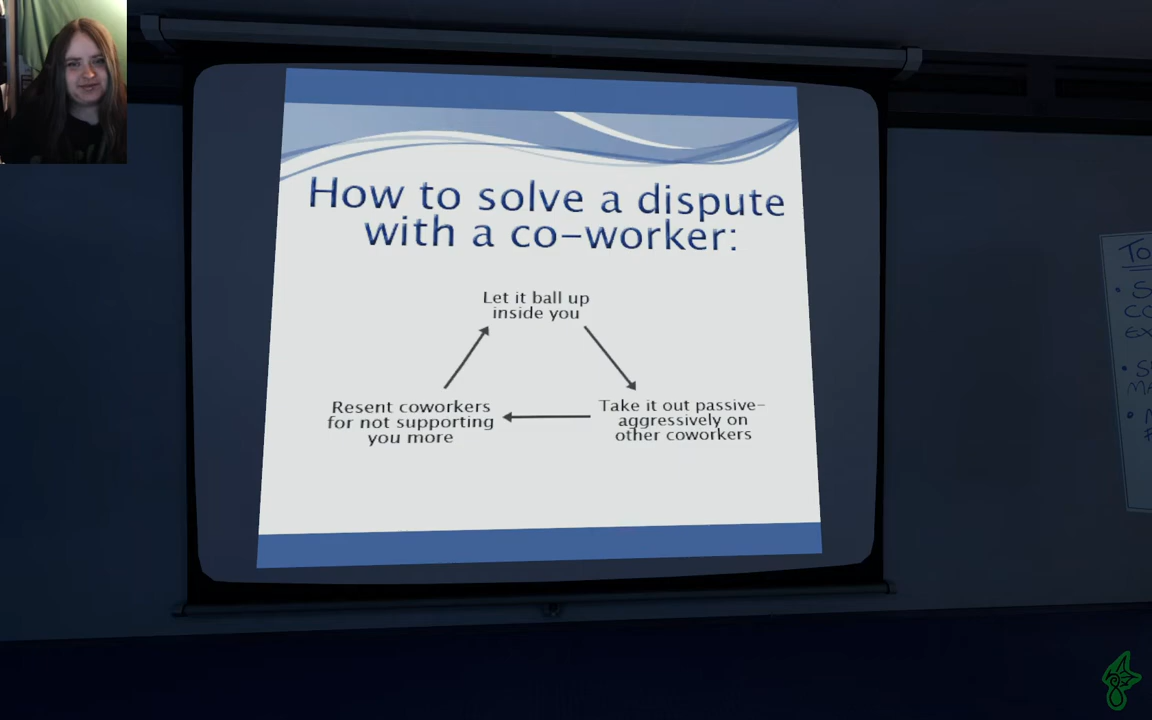 How to solve a dispute
with a co-worker:
Let it ball up
inside you
Resent coworkers
for not supporting
you more
Take it out passive-
aggressively on
other coworkers